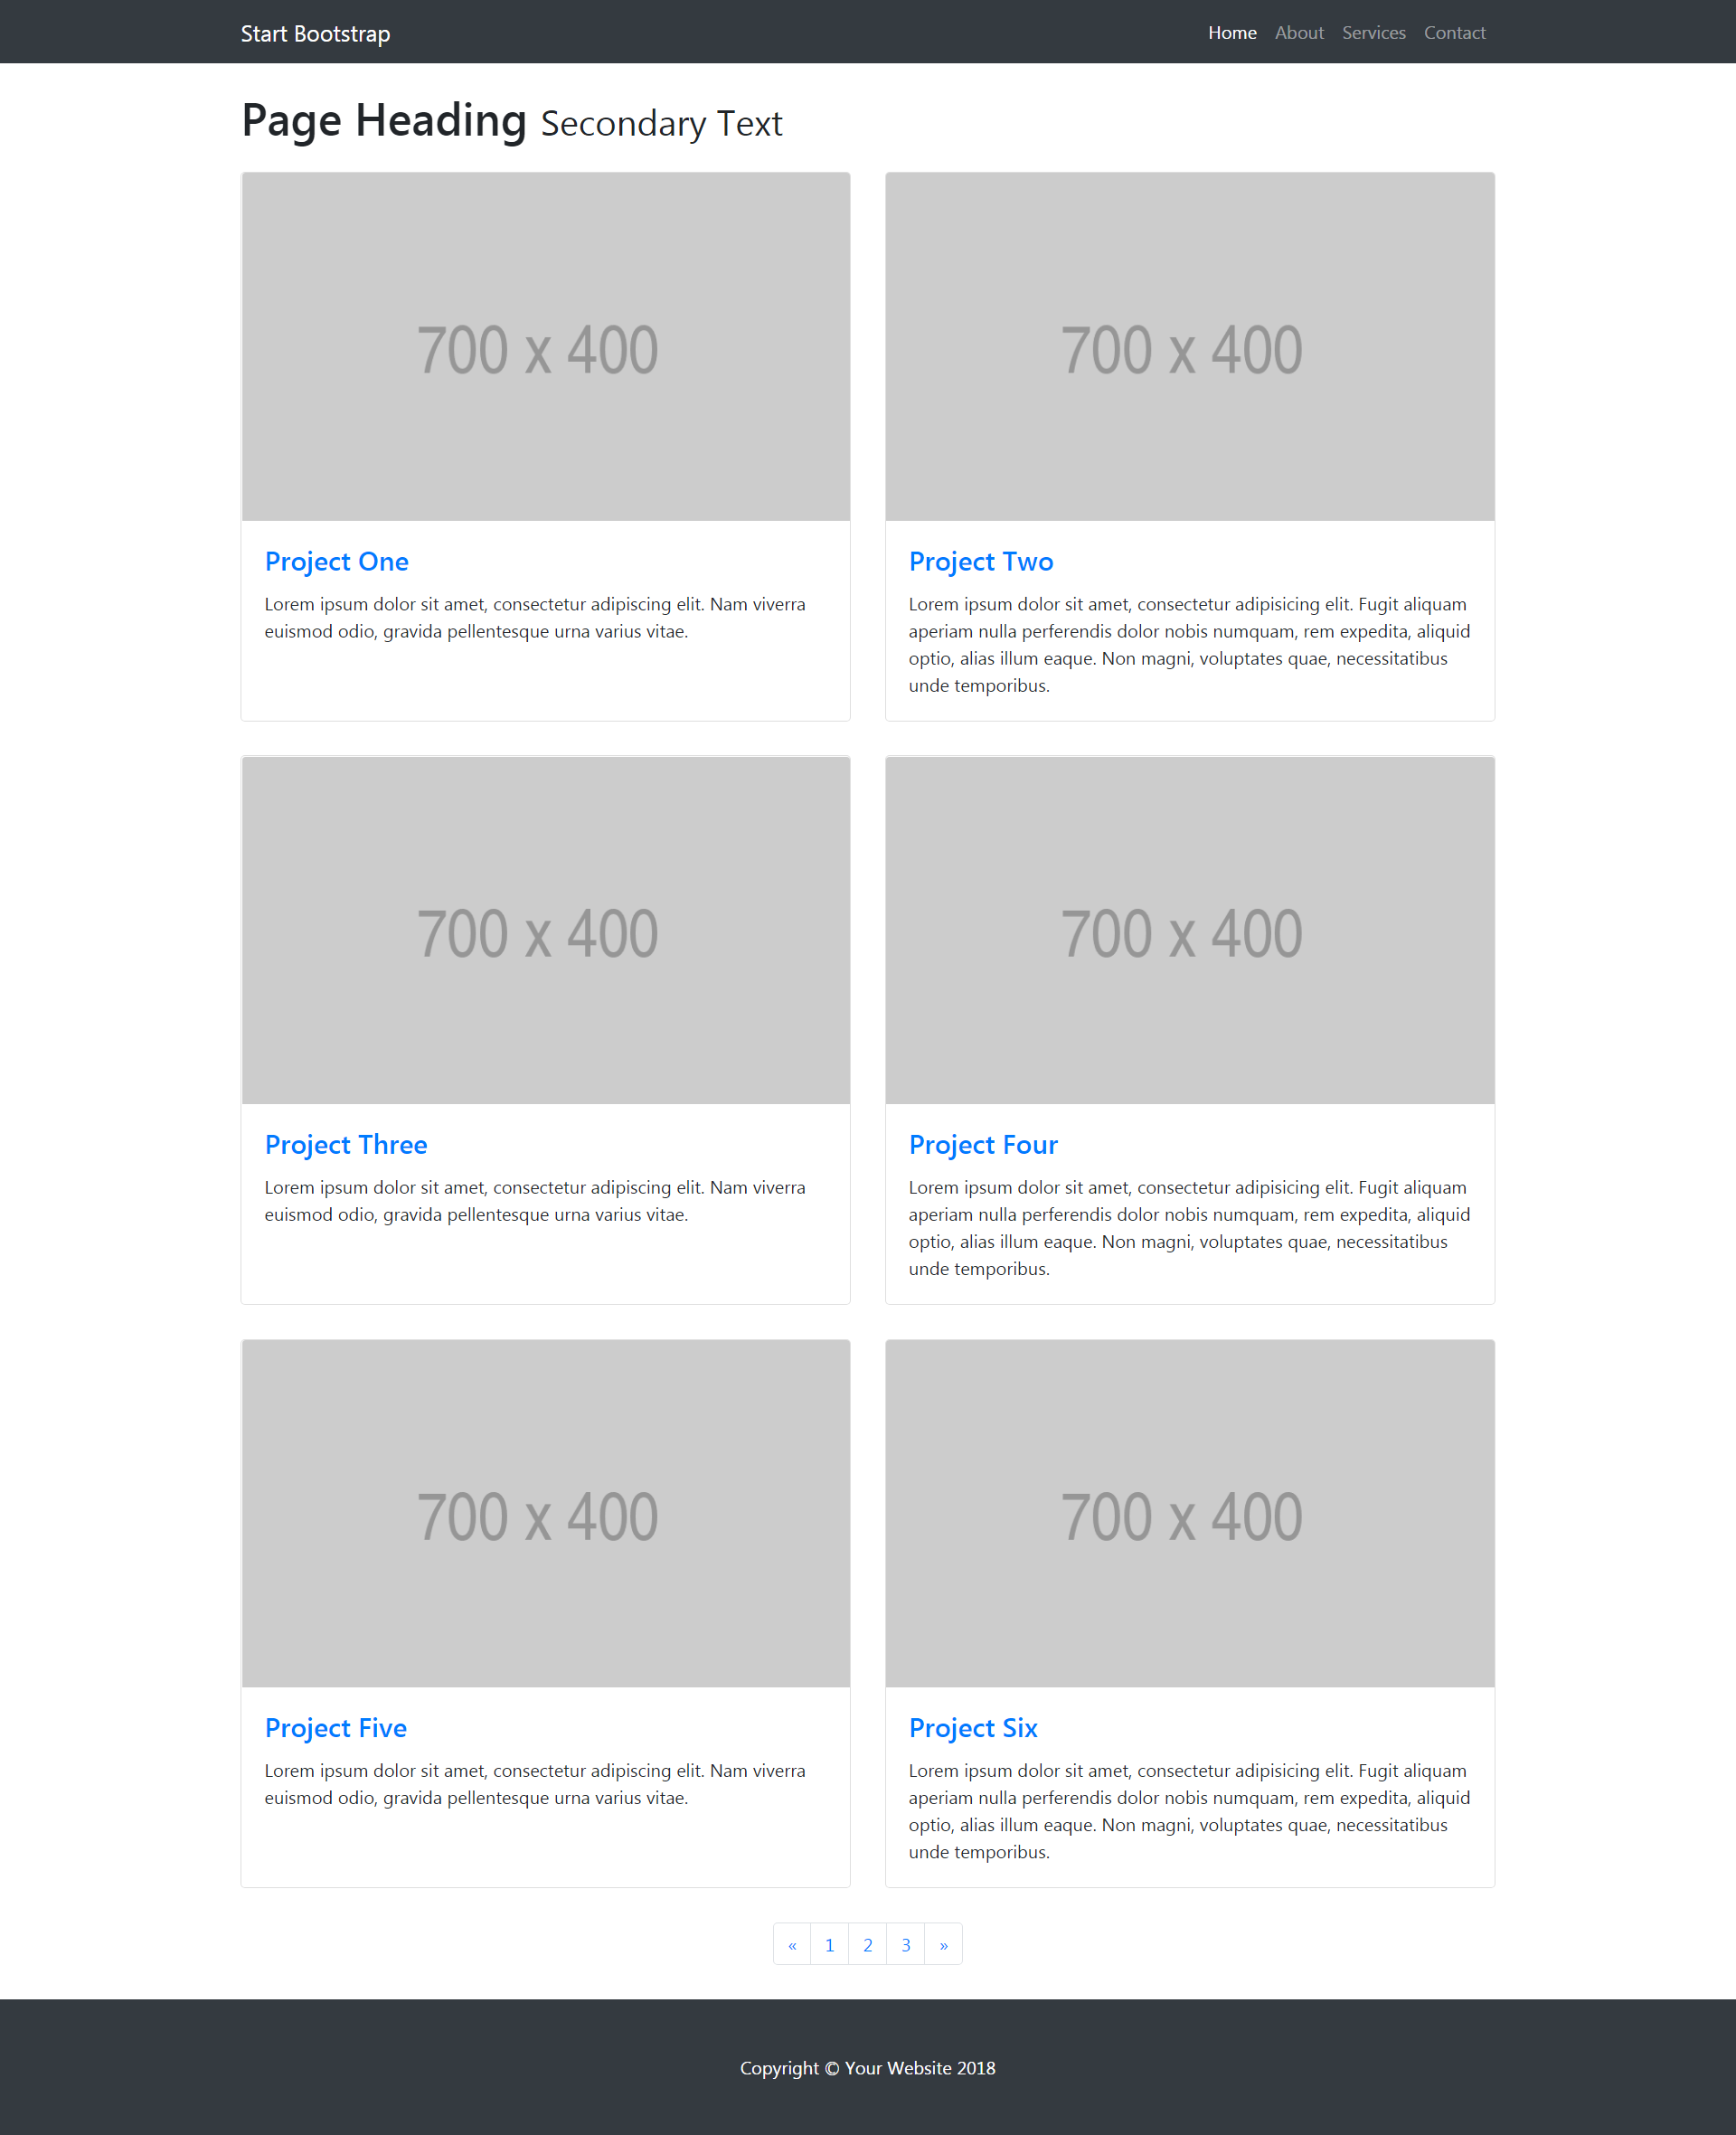 Start Bootstrap
Home About Services Contact
Page Heading Secondary Text
700 x 400
700 x 400
Project One
Lorem ipsum dolor sit amet, consectetur adipiscing elit. Nam viverra
euismod odio, gravida pellentesque urna varius vitae.
Project Two
Lorem ipsum dolor sit amet, consectetur adipisicing elit. Fugit aliquam
aperiam nulla perferendis dolor nobis numquam, rem expedita, aliquid
optio, alias illum eaque. Non magni, voluptates quae, necessitatibus
unde temporibus.
700 x 400
700 x 400
Project Three
Lorem ipsum dolor sit amet, consectetur adipiscing elit. Nam viverra
euismod odio, gravida pellentesque urna varius vitae.
Project Four
Lorem ipsum dolor sit amet, consectetur adipisicing elit. Fugit aliquam
aperiam nulla perferendis dolor nobis numquam, rem expedita, aliquid
optio, alias illum eaque. Non magni, voluptates quae, necessitatibus
unde temporibus.
700 x 400
700 x 400
Project Five
Lorem ipsum dolor sit amet, consectetur adipiscing elit. Nam viverra
euismod odio, gravida pellentesque urna varius vitae.
Project Six
Lorem ipsum dolor sit amet, consectetur adipisicing elit. Fugit aliquam
aperiam nulla perferendis dolor nobis numquam, rem expedita, aliquid
optio, alias illum eaque. Non magni, voluptates quae, necessitatibus
unde temporibus.
« 1 2 3 »
Copyright © Your Website 2018